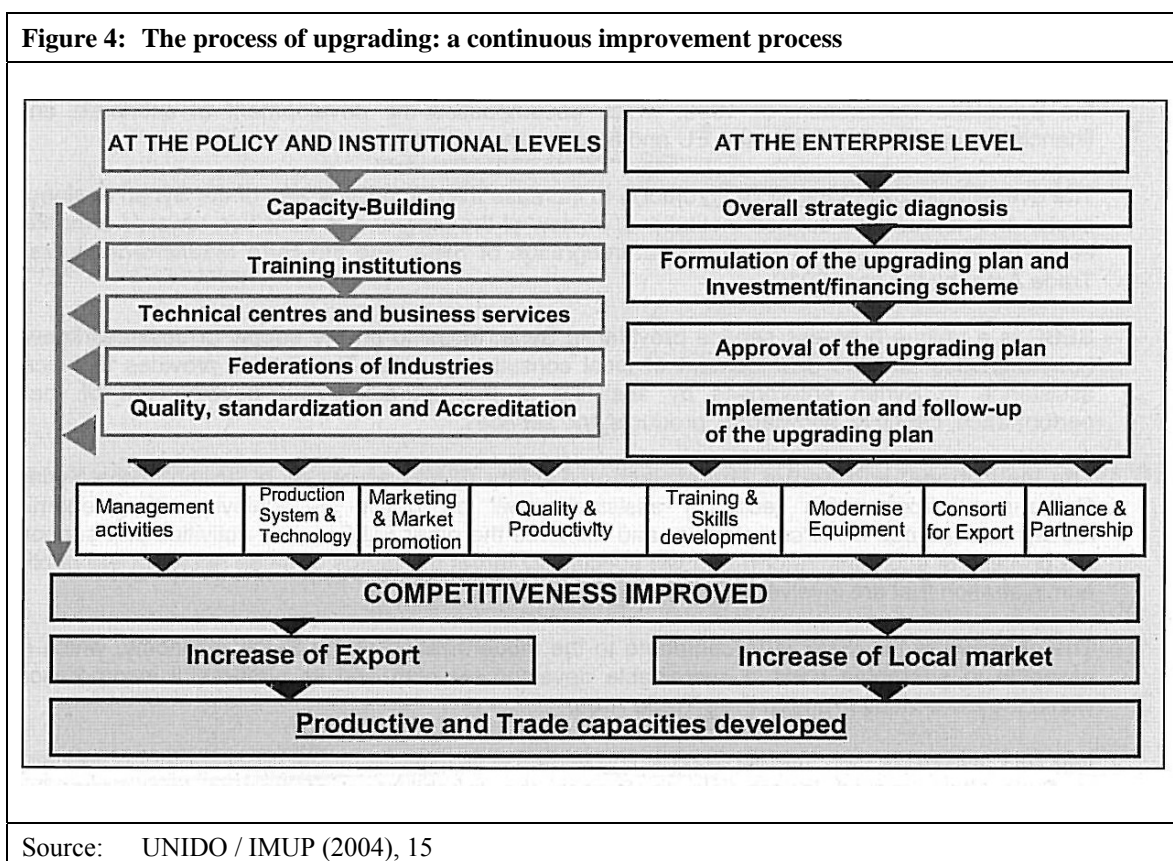 Figure 4: The process of upgrading: a continuous improvement process
AT THE POLICY AND INSTITUTIONAL LEVELS
Capacity-Building
Training institutions
Technical centres and business services
Federations of Industries
Quality, standardization and Accreditation
AT THE ENTERPRISE LEVEL
Overall strategic diagnosis
Formulation of the upgrading plan and
Investment/financing scheme
Approval of the upgrading plan
Implementation and follow-up
of the upgrading plan
Management
activities
Production
System &
Technology
Marketing
& Market
promotion
Quality &
Productivity
Training &
Skills
development
Modernise
Equipment
Consorti
for Export
Alliance &
Partnership
COMPETITIVENESS IMPROVED
Increase of Export
Increase of Local market
Productive and Trade capacities developed
Source: UNIDO / IMUP (2004), 15